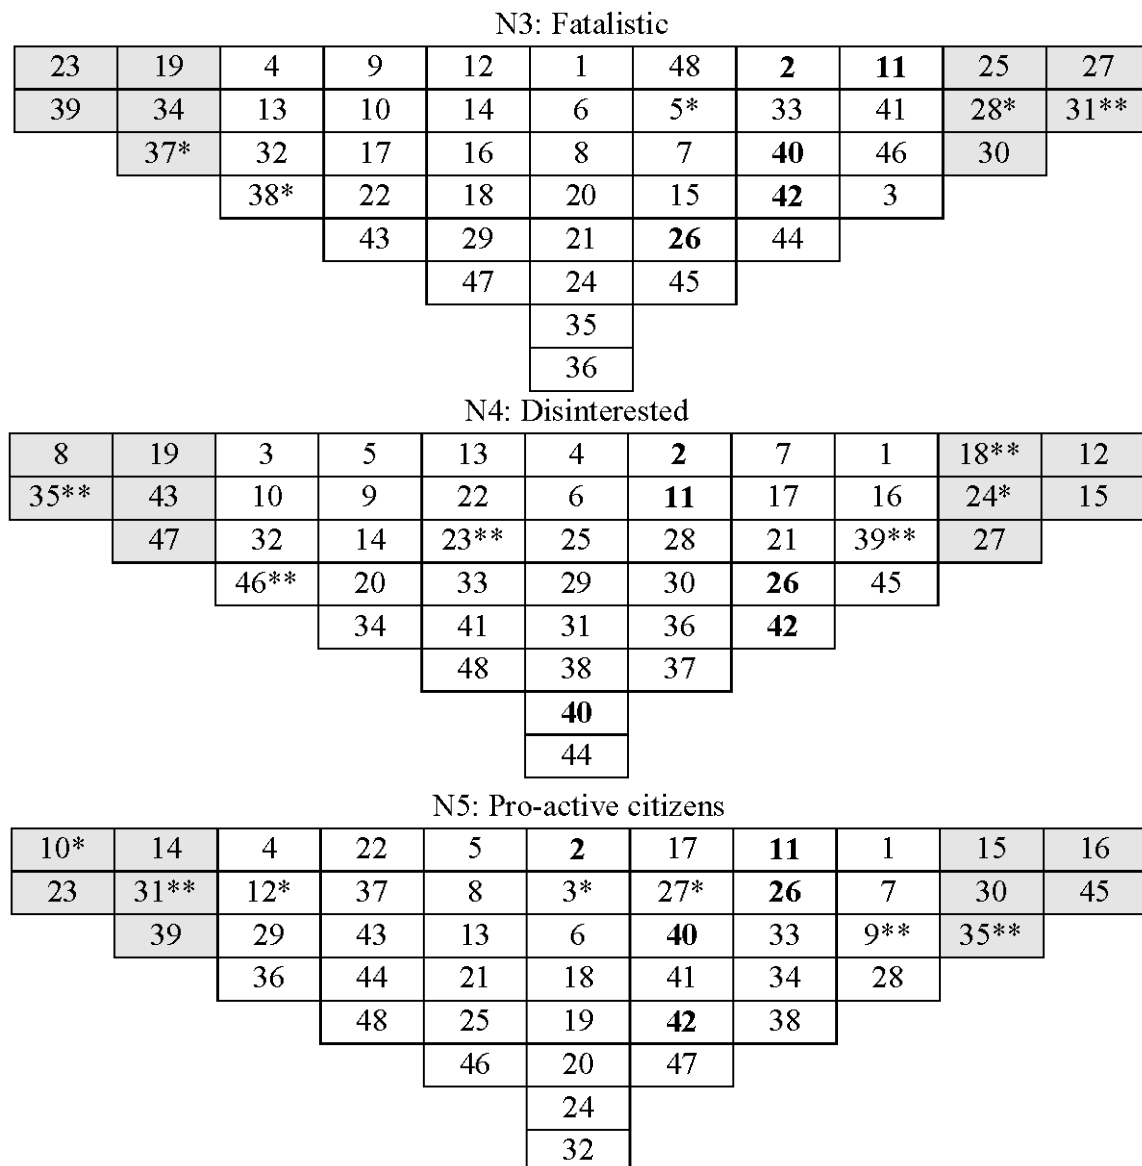 N3: Fatalistic
23 19 4 9 12 1 48 2 11 25 27
39 34 13 10 14 6 5* 33 41 28* 31**
37* 32 17 16 8 7 40 46 30
38* 22 18 20 15 42 3
43 29 21 26 44
47 24 45
35
36
N4: Disinterested
8 19 3 5 13 4 2 7 1 18** 12
35** 43 10 9 22 6 11 17 16 24* 15
47 32 14 23** 25 28 21 39** 27
46** 20 33 29 30 26 45
34 41 31 36 42
48 38 37
40
44
N5: Pro-active citizens
10* 14 4 22 5 2 17 11 1 15 16
23 31** 12* 37 8 3* 27* 26 7 30 45
39 29 43 13 6 40 33 9** 35**
36 44 21 18 41 34 28
48 25 19 42 38
46 20 47
24
32